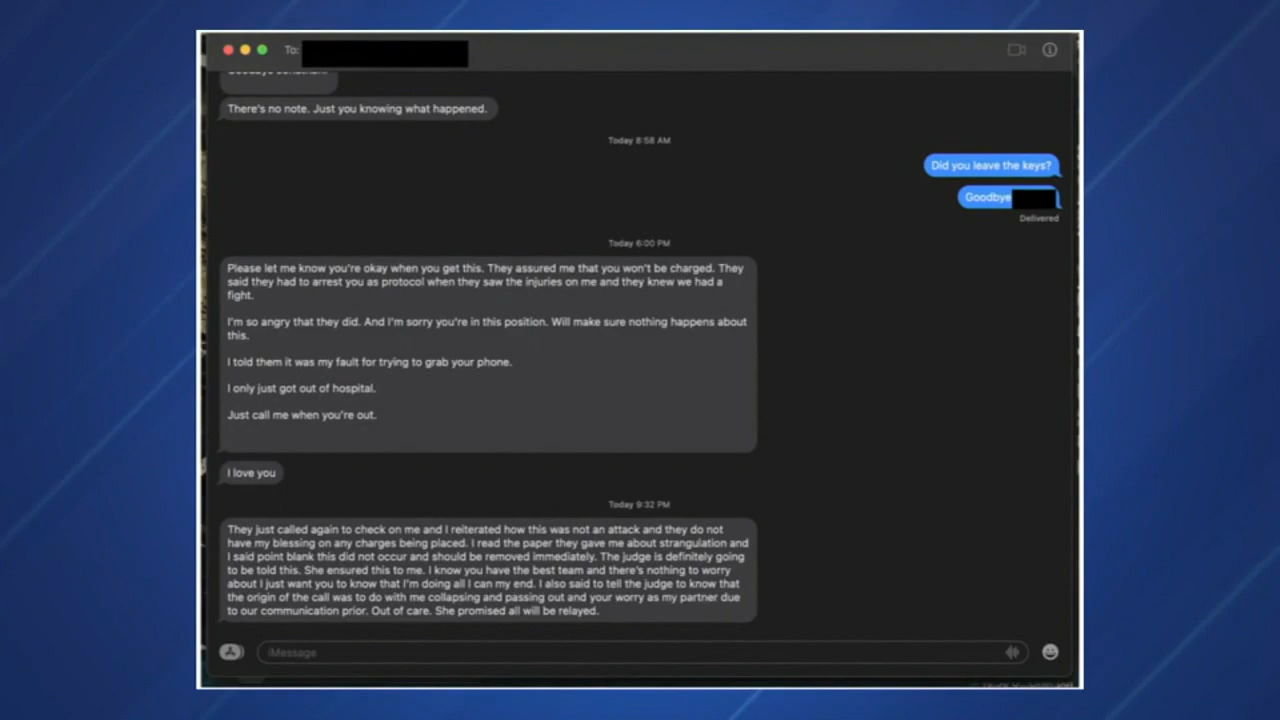 To:
There's no note. Just you knowing what happened.
Today 8:58 AM
Did you leave the keys?
Goodbye
Delivered
Today 6:00 PM
Please let me know you're okay when you get this. They assured me that you won't be charged. They
said they had to arrest you as protocol when they saw the injuries on me and they knew we had a
fight.
I'm so angry that they did. And I'm sorry you're in this position. Will make sure nothing happens about
this.
I told them it was my fault for trying to grab your phone.
I only just got out of hospital.
Just call me when you're out.
I love you
Today 9:32 PM
They just called again to check on me and I reiterated how this was not an attack and they do not
have my blessing on any charges being placed. I read the paper they gave me about strangulation and
I said point blank this did not occur and should be removed immediately. The judge is definitely going
to be told this. She ensured this to me. I know you have the best team and there's nothing to worry
about I just want you to know that I'm doing all I can my end. I also said to tell the judge to know that
the origin of the call was to do with me collapsing and passing out and your worry as my partner due
to our communication prior. Out of care. She promised all will be relayed.
iMessage